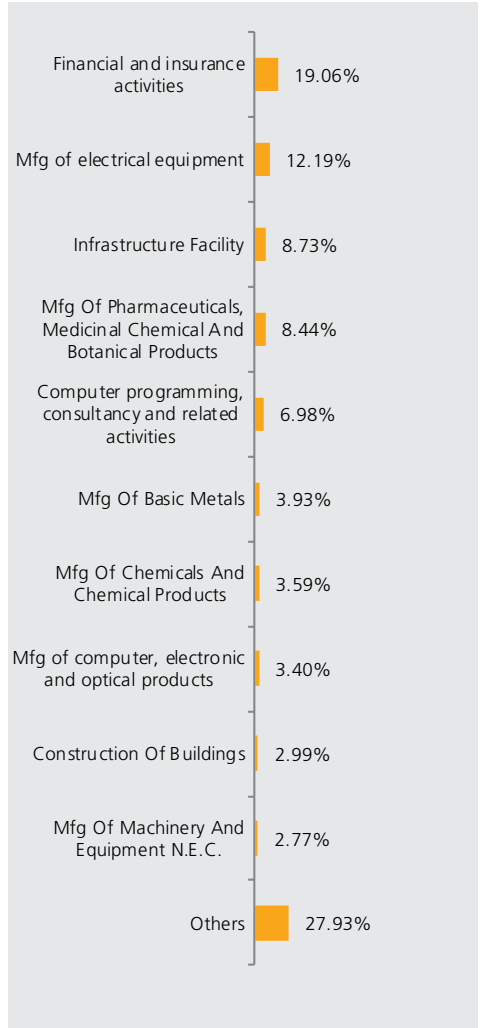 Financial and insurance
activities
19.06%
Mfg of electrical equipment
12.19%
Infrastructure Facility
8.73%
Mfg Of Pharmaceuticals,
Medicinal Chemical And
Botanical Products
8.44%
Computer programming,
consultancy and related
activities
6.98%
Mfg Of Basic Metals
3.93%
Mfg Of Chemicals And
Chemical Products
3.59%
Mfg of computer, electronic
and optical products
3.40%
Construction Of Buildings
2.99%
Mfg Of Machinery And
Equipment N.E.C.
2.77%
Others
27.93%